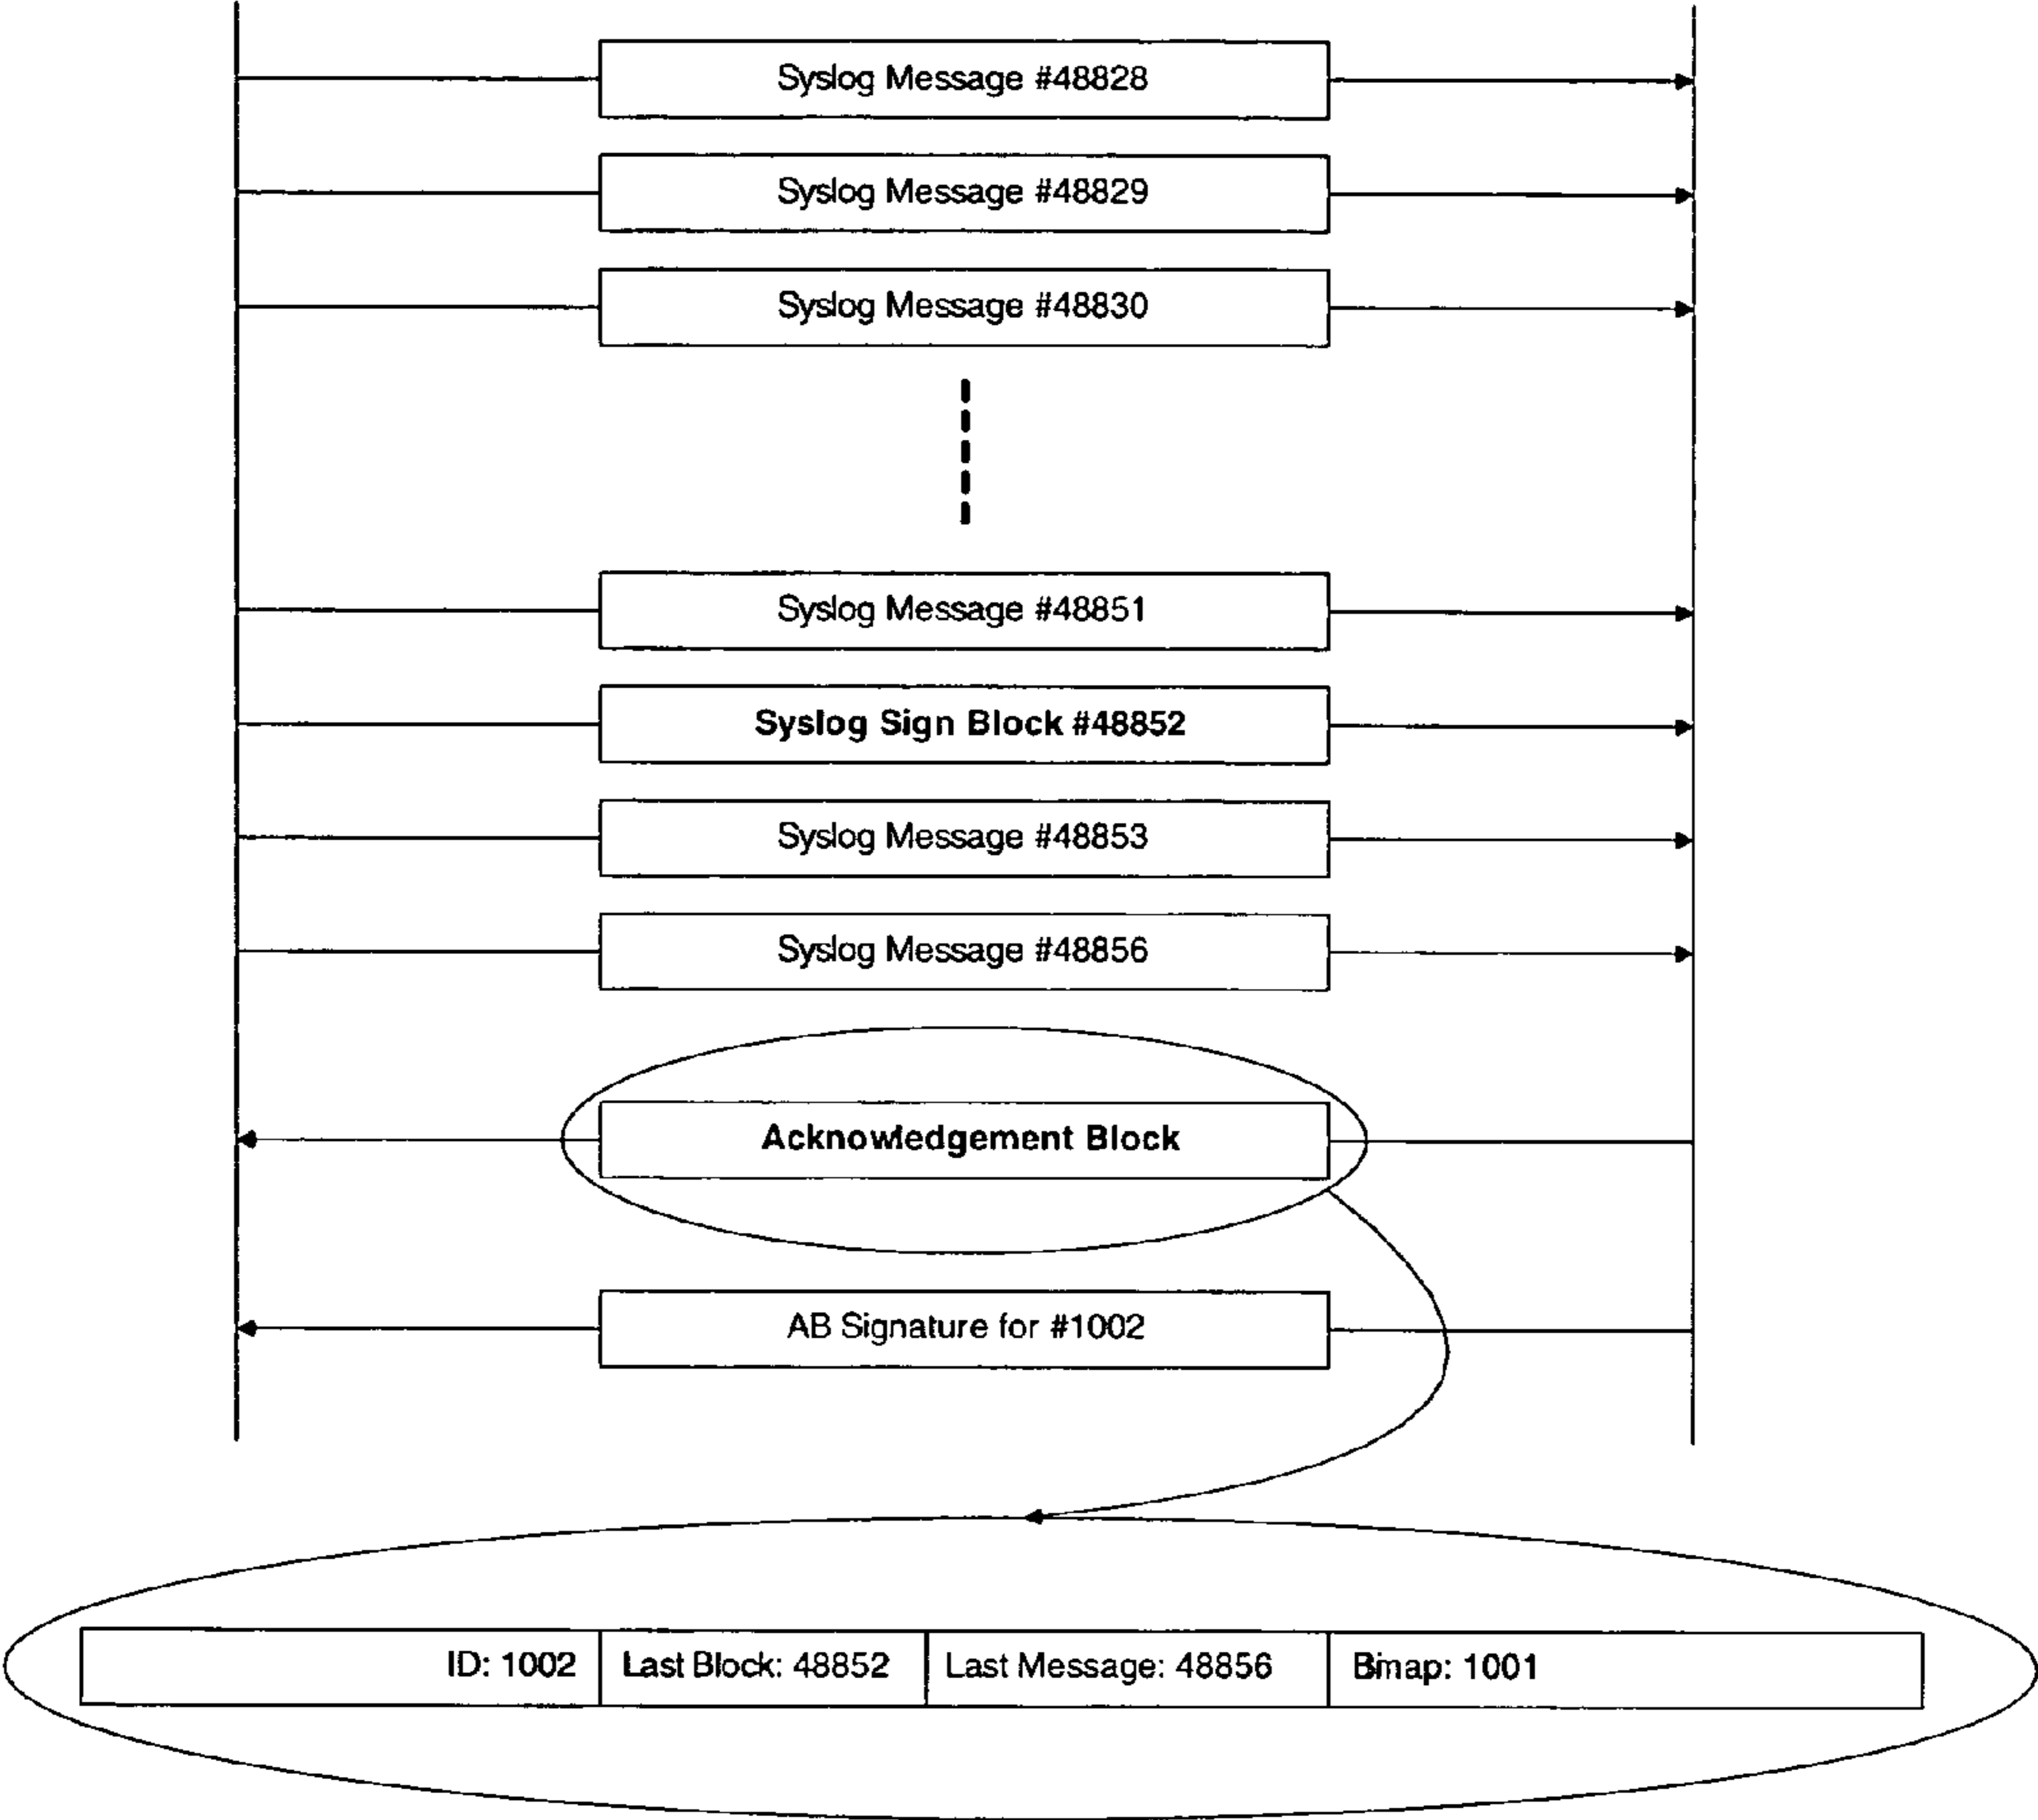 Syslog Message #48828
Syslog Message #48829
Syslog Message #48830
Syslog Message #48851
Syslog Sign Block #48852
Syslog Message #48853
Syslog Message #48856
Acknowledgement Block
AB Signature for #1002
ID: 1002 Last Block: 48852 Last Message: 48856 Bimap: 1001